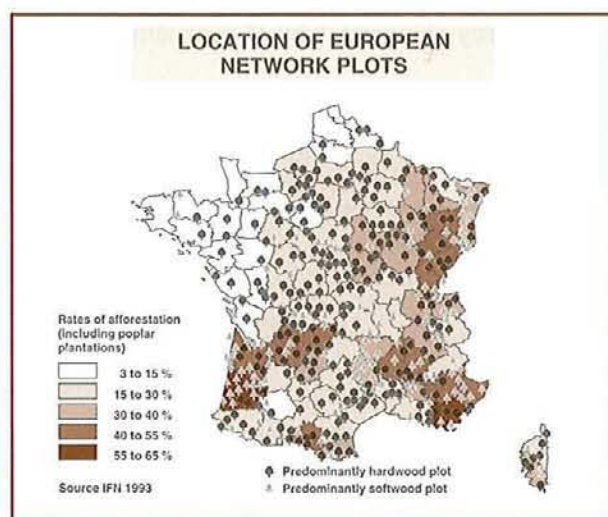 LOCATION OF EUROPEAN
NETWORK PLOTS
Rates of afforestation
(including poplar
plantations)
3 to 15 %
15 to 30 %
30 to 40 %
40 to 55 %
55 to 65 %
Source IFN 1993
Predominantly hardwood plot
Predominantly softwood plot